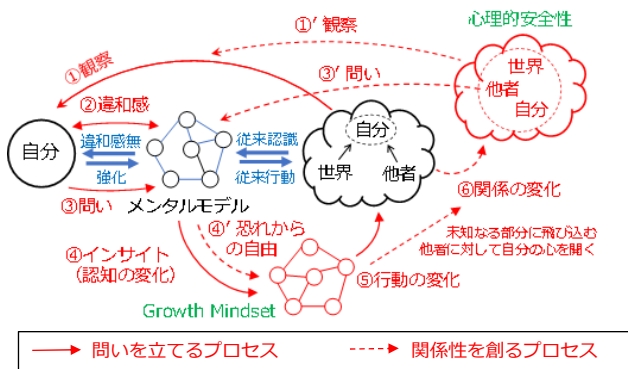 ①′観察
心理的安全性
①観察
③′問い
世界
他者
自分
②違和感
自分
違和感無
強化
従来認識
従来行動
自分
世界
他者
③問い
メンタルモデル
⑥関係の変化
④′恐れから
の自由
未知なる部分に飛び込む
他者に対して自分の心を開く
④インサイト
（認知の変化）
⑤行動の変化
Growth Mindset
問いを立てるプロセス
関係性を創るプロセス